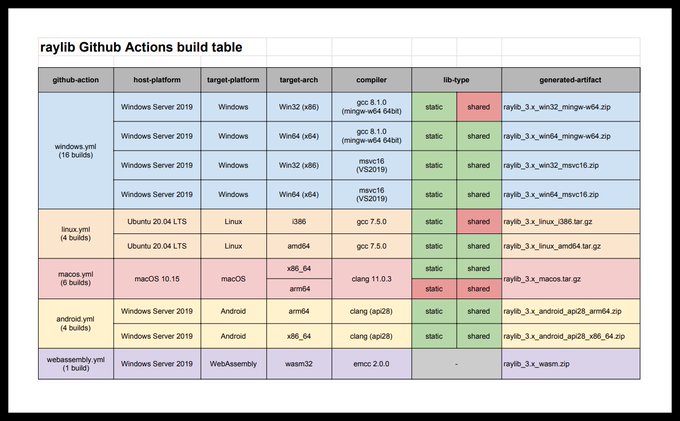 raylib Github Actions build table
github-action host-platform target-platform target-arch compiler lib-type generated-artifact
windows.yml
(16 builds)
Windows Server 2019 Windows Win32 (x86) gcc 8.1.0
(mingw-w64 64bit) static shared raylib_3.x_win32_mingw-w64.zip
Windows Server 2019 Windows Win64 (x64) gcc 8.1.0
(mingw-w64 64bit) static shared raylib_3.x_win64_mingw-w64.zip
Windows Server 2019 Windows Win32 (x86) msvc16
(VS2019) static shared raylib_3.x_win32_msvc16.zip
Windows Server 2019 Windows Win64 (x64) msvc16
(VS2019) static shared raylib_3.x_win64_msvc16.zip
linux.yml
(4 builds)
Ubuntu 20.04 LTS Linux i386 gcc 7.5.0 static shared raylib_3.x_linux_i386.tar.gz
Ubuntu 20.04 LTS Linux amd64 gcc 7.5.0 static shared raylib_3.x_linux_amd64.tar.gz
macos.yml
(6 builds)
macOS 10.15 macOS x86_64 clang 11.0.3 static shared raylib_3.x_macos.tar.gz
arm64 static shared
android.yml
(4 builds)
Windows Server 2019 Android arm64 clang (api28) static shared raylib_3.x_android_api28_arm64.zip
Windows Server 2019 Android x86_64 clang (api28) static shared raylib_3.x_android_api28_x86_64.zip
webassembly.yml
(1 build)
Windows Server 2019 WebAssembly wasm32 emcc 2.0.0 - raylib_3.x_wasm.zip